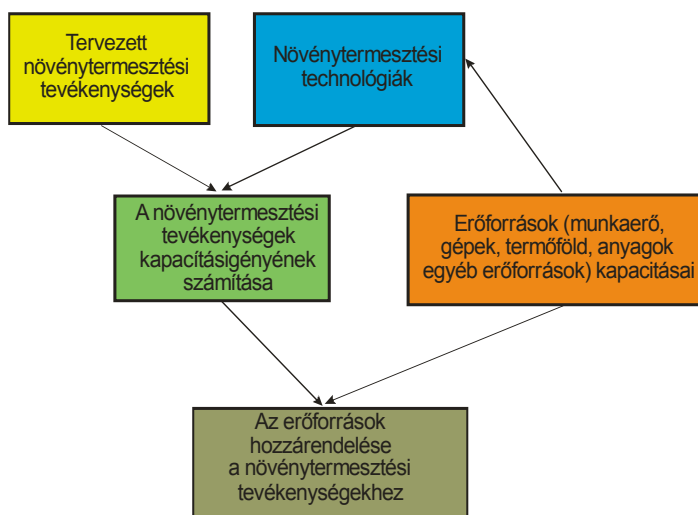 Tervezett
növénytermesztési
tevékenységek
Növénytermesztési
technológiák
A növénytermesztési
tevékenységek
kapacításigényének
számítása
Erőforrások (munkaerő,
gépek, termőföld, anyagok
egyéb erőforrások) kapacitásai
Az erőforrások
hozzárendelése
a növénytermesztési
tevékenységekhez